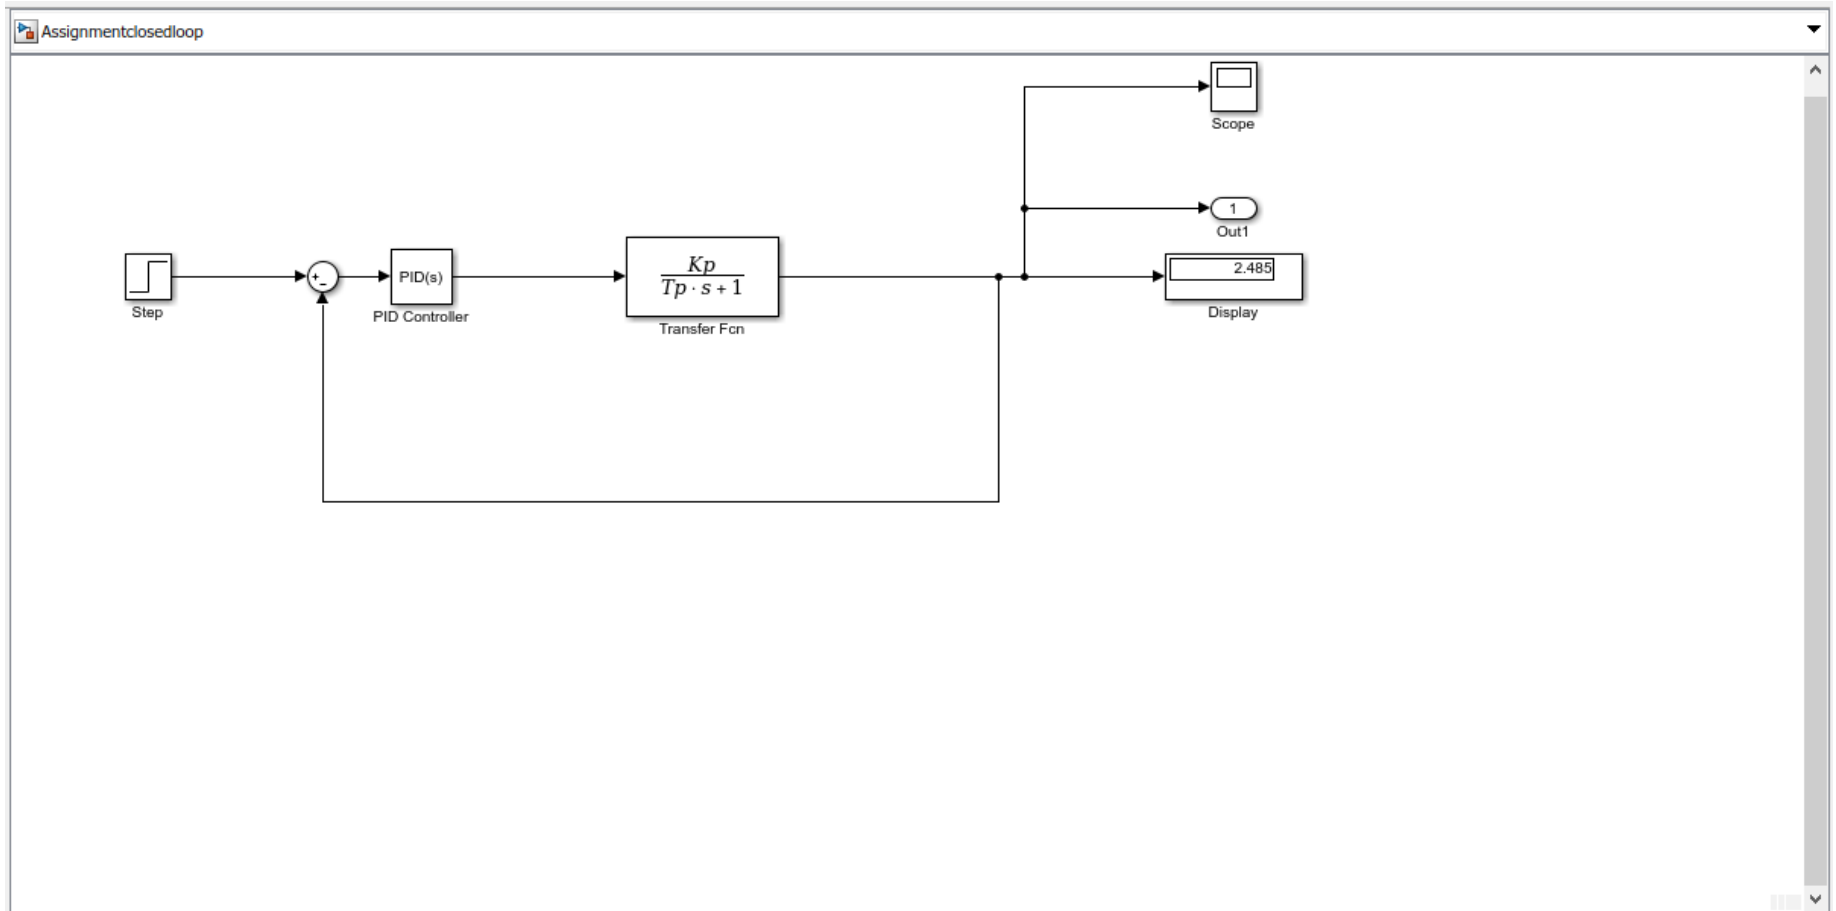 Assignmentclosedloop
Scope
1
Out1
Step
+
-
PID(s)
PID Controller
Kp
Tp · s + 1
Transfer Fcn
2.485
Display